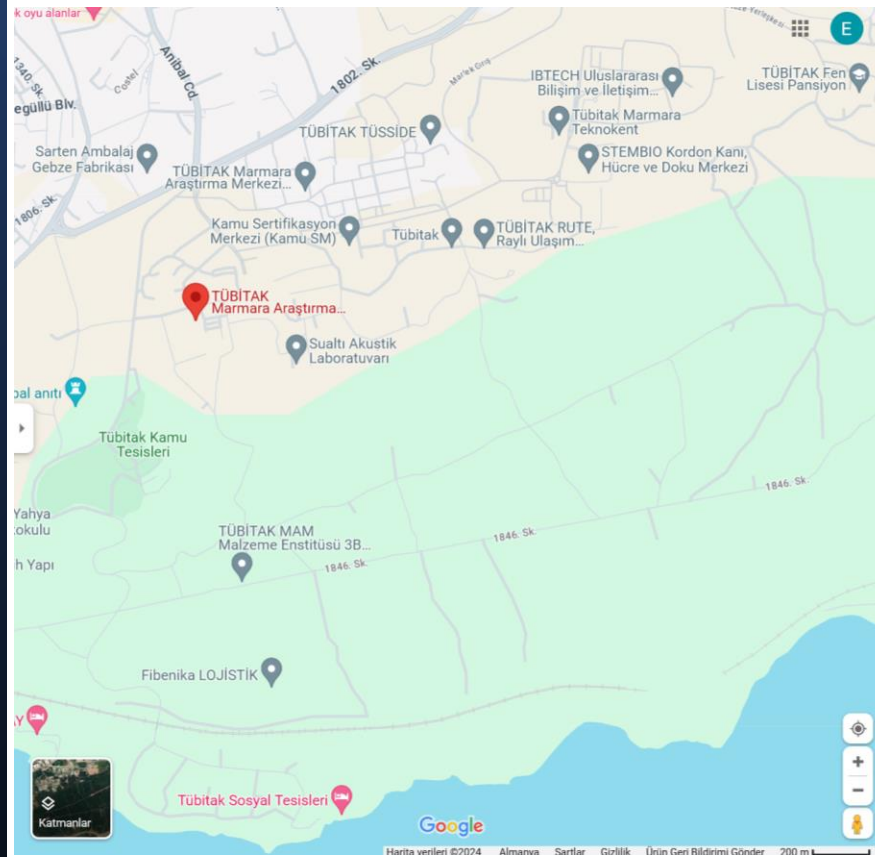 k oyu alanlar
1340. Sk.
Costel
Anibal Cd
1802. Sk.
egüllü Blv.
Sarten Ambalaj
Gebze Fabrikası
1806. Sk.
TÜBİTAK TÜSSİDE
TÜBİTAK Marmara
Araştırma Merkezi...
IBTECH Uluslararası
Bilişim ve İletişim...
Tübitak Marmara
Teknokent
TÜBİTAK Fen
Lisesi Pansiyon
E
STEMBIO Kordon Kanı,
Hücre ve Doku Merkezi
Kamu Sertifikasyon
Merkezi (Kamu SM)
Tübitak
TÜBİTAK RUTE,
Raylı Ulaşım...
TÜBİTAK
Marmara Araştırma...
Sualtı Akustik
Laboratuvarı
bal anıtı
Tübitak Kamu
Tesisleri
Yahya
okulu
h Yapı
TÜBİTAK MAM
Malzeme Enstitüsü 3B...
1846. Sk.
1846. Sk.
1846. Sk.
Fibenika LOJİSTİK
AY
Tübitak Sosyal Tesisleri
Katmanlar
Google
Harita verileri ©2024 Almanya Şartlar Gizlilik Ürün Geri Bildirimi Gönder 200 m